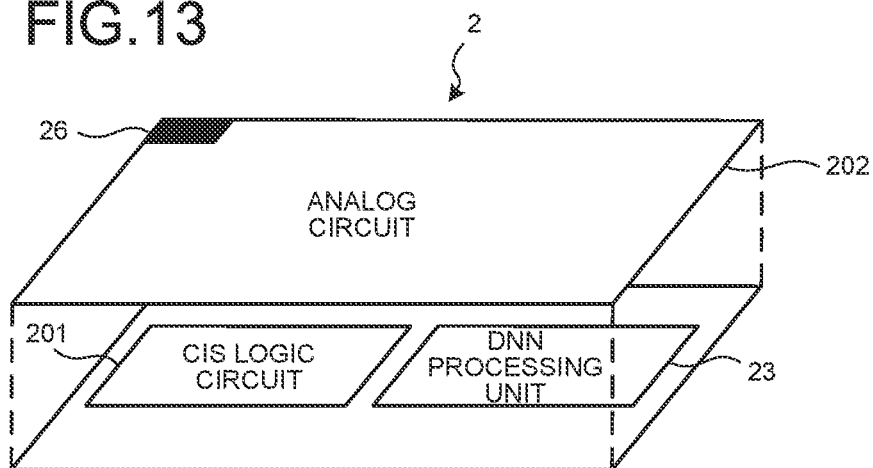 FIG.13
2
26
202
ANALOG
CIRCUIT
201
CIS LOGIC
CIRCUIT
DNN
PROCESSING
UNIT
23